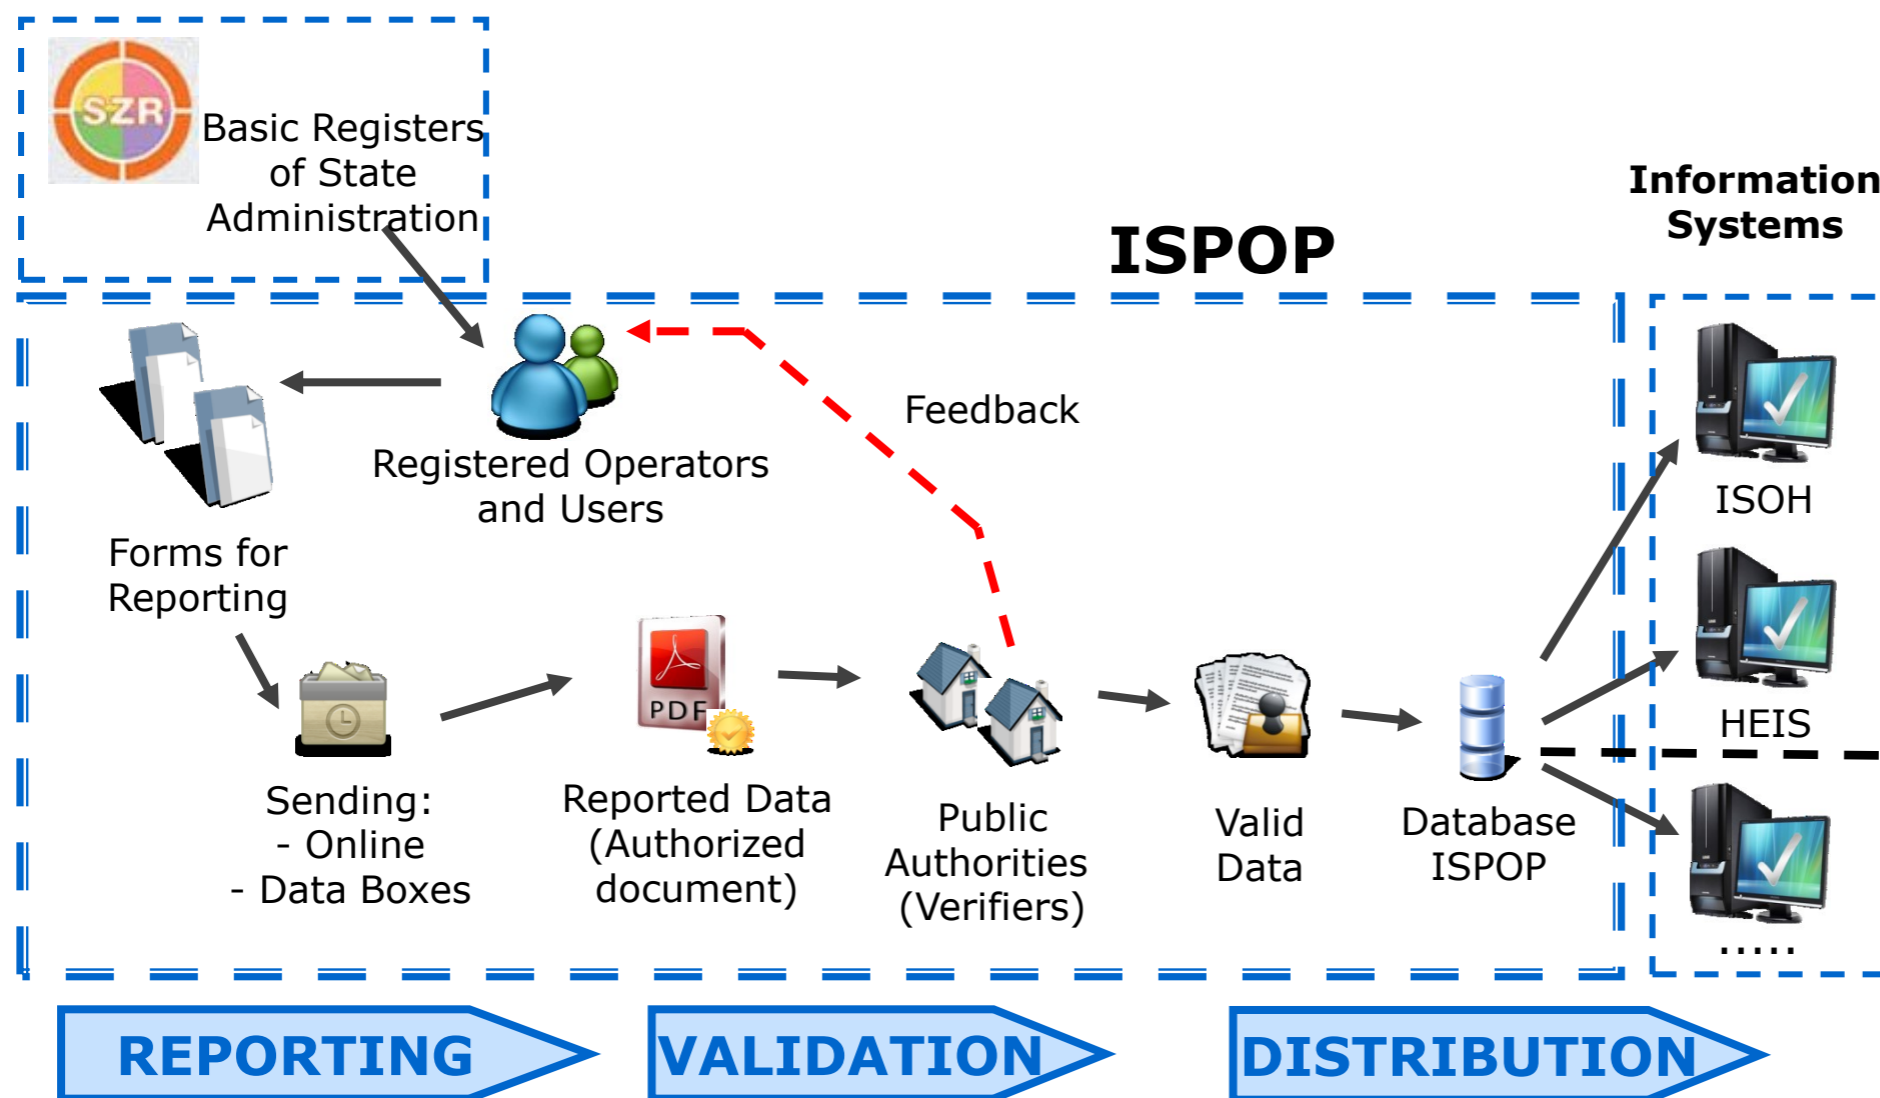 SZR
Basic Registers
of State
Administration
Information
Systems
ISPOP
Feedback
Registered Operators
and Users
ISOH
Forms for
Reporting
PDF
HEIS
Sending:
- Online
- Data Boxes
Reported Data
(Authorized
document)
Public
Authorities
(Verifiers)
Valid
Data
Database
ISPOP
.....
REPORTING
VALIDATION
DISTRIBUTION